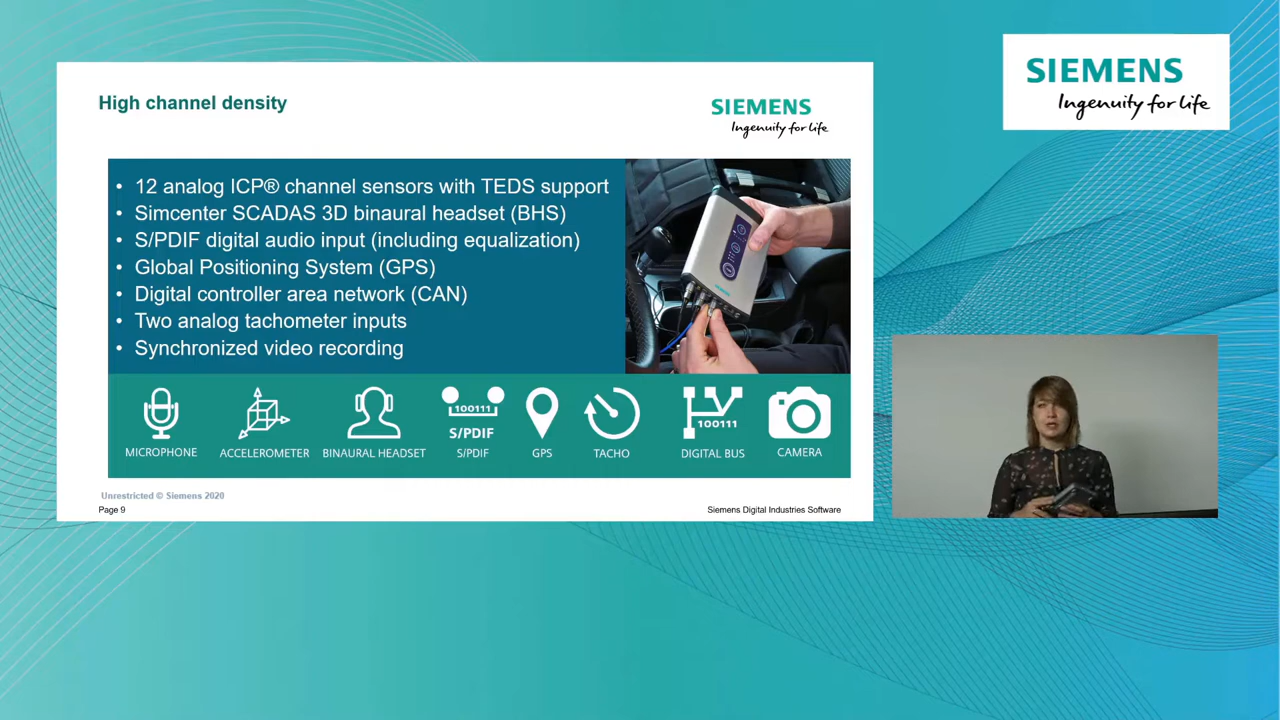 SIEMENS
Ingenuity for life
High channel density
SIEMENS
Ingenuity for life
• 12 analog ICP® channel sensors with TEDS support
• Simcenter SCADAS 3D binaural headset (BHS)
• S/PDIF digital audio input (including equalization)
• Global Positioning System (GPS)
• Digital controller area network (CAN)
• Two analog tachometer inputs
• Synchronized video recording
100111
S/PDIF
100111
MICROPHONE
ACCELEROMETER
BINAURAL HEADSET
S/PDIF
GPS
TACHO
DIGITAL BUS
CAMERA
Unrestricted © Siemens 2020
Page 9
Siemens Digital Industries Software